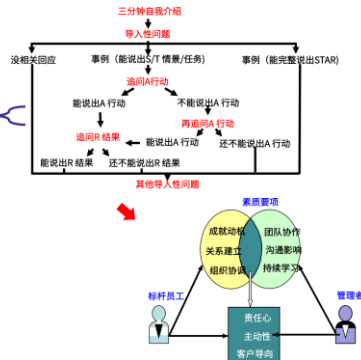 三分钟自我介绍
导入性问题
没相关回应
事例（能说出S/T 情景/任务)
事例（能完整说出STAR)
追问A行动
能说出A 行动
不能说出A 行动
再追问A 行动
追问R 结果
能说出A 行动
还不能说出A 行动
能说出R 结果
还不能说出R 结果
其他导入性问题
素质要项
成就动机
团队协作
关系建立
沟通影响
组织协调
持续学习
标杆员工
管理者
责任心
主动性
客户导向